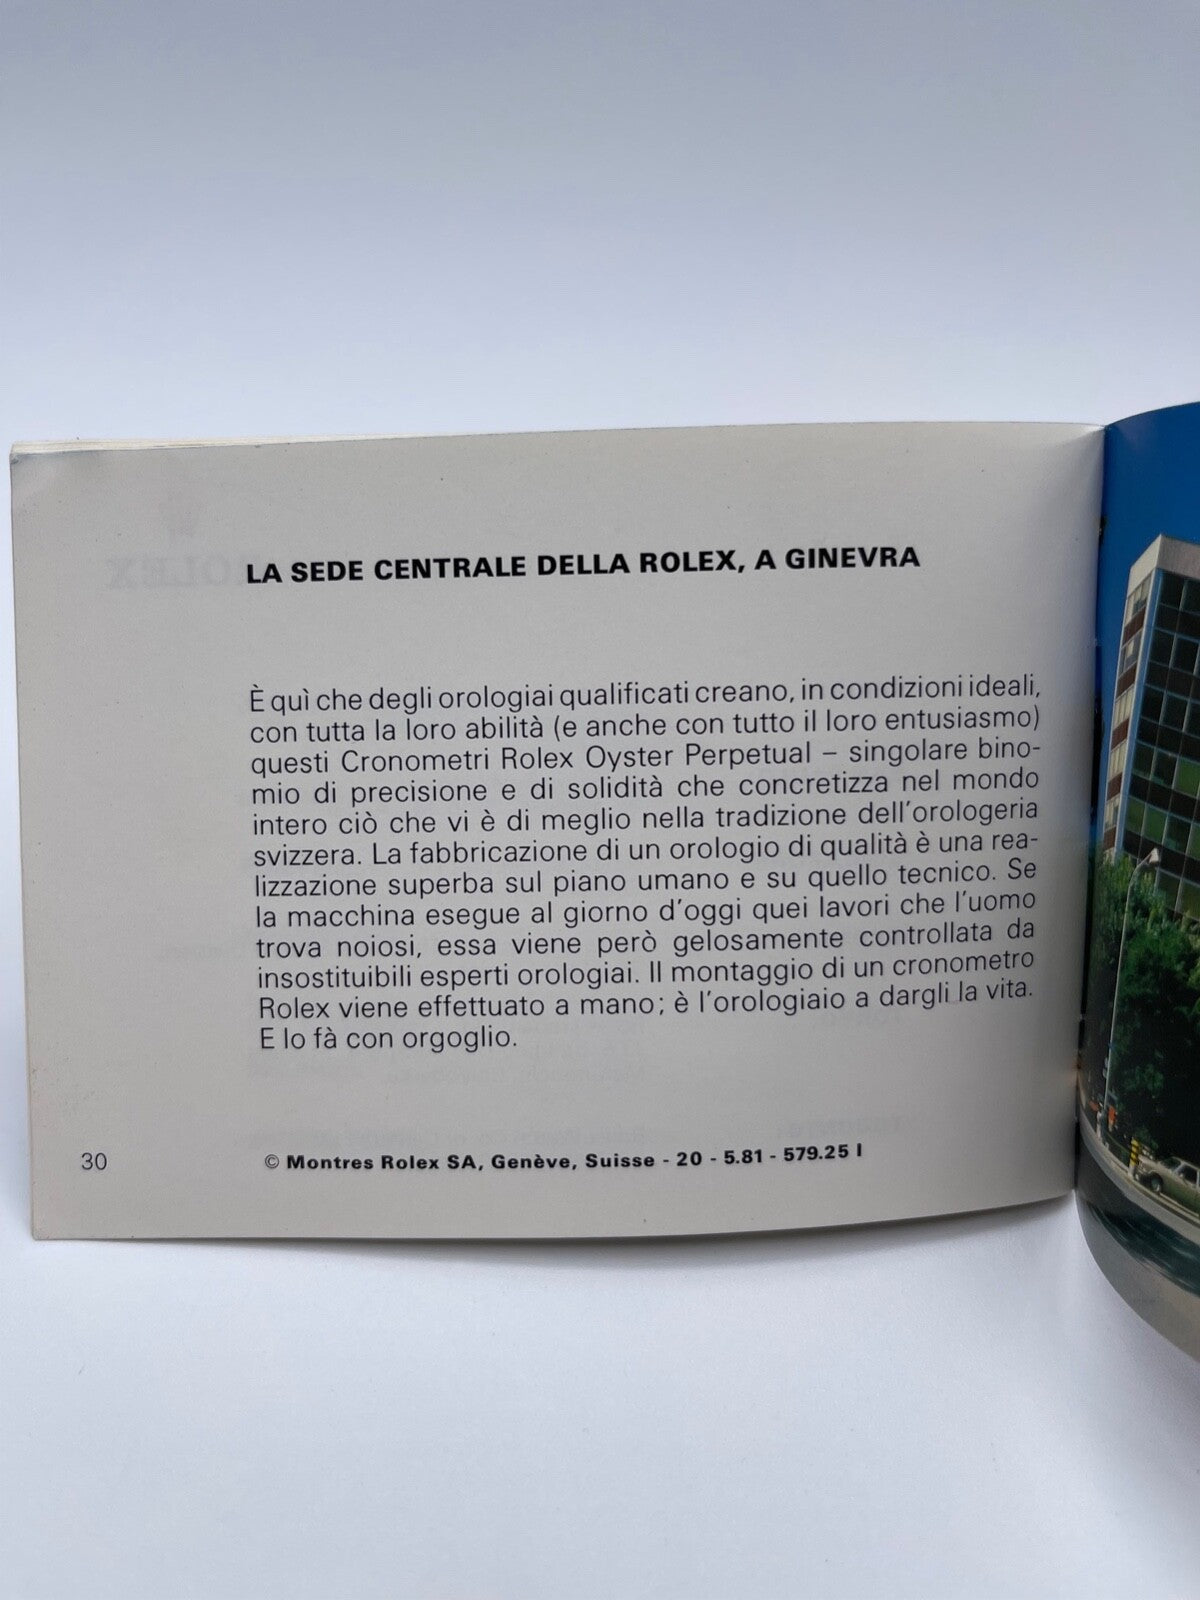 LA SEDE CENTRALE DELLA ROLEX, A GINEVRA
È quì che degli orologiai qualificati creano, in condizioni ideali,
con tutta la loro abilità (e anche con tutto il loro entusiasmo)
questi Cronometri Rolex Oyster Perpetual – singolare bino-
mio di precisione e di solidità che concretizza nel mondo
intero ciò che vi è di meglio nella tradizione dell'orologeria
svizzera. La fabbricazione di un orologio di qualità è una rea-
lizzazione superba sul piano umano e su quello tecnico. Se
la macchina esegue al giorno d'oggi quei lavori che l'uomo
trova noiosi, essa viene però gelosamente controllata da
insostituibili esperti orologiai. Il montaggio di un cronometro
Rolex viene effettuato a mano; è l'orologiaio a dargli la vita.
E lo fà con orgoglio.
30 © Montres Rolex SA, Genève, Suisse - 20 - 5.81 - 579.25 I